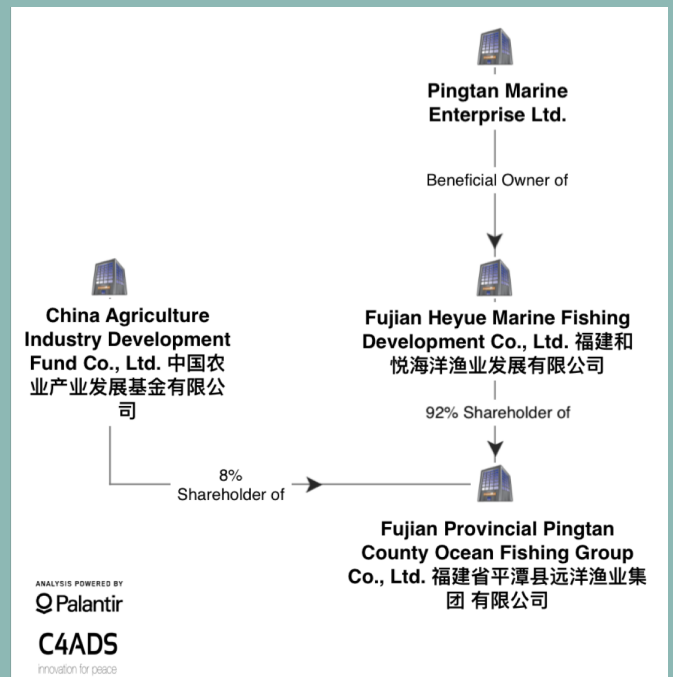 Pingtan Marine
Enterprise Ltd.
Beneficial Owner of
China Agriculture
Industry Development
Fund Co., Ltd. 中国农
业产业发展基金有限公
司
Fujian Heyue Marine Fishing
Development Co., Ltd. 福建和
悦海洋渔业发展有限公司
92% Shareholder of
8%
Shareholder of
Fujian Provincial Pingtan
County Ocean Fishing Group
Co., Ltd. 福建省平潭县远洋渔业集
团 有限公司
ANALYSIS POWERED BY
Palantir
C4ADS
innovation for peace